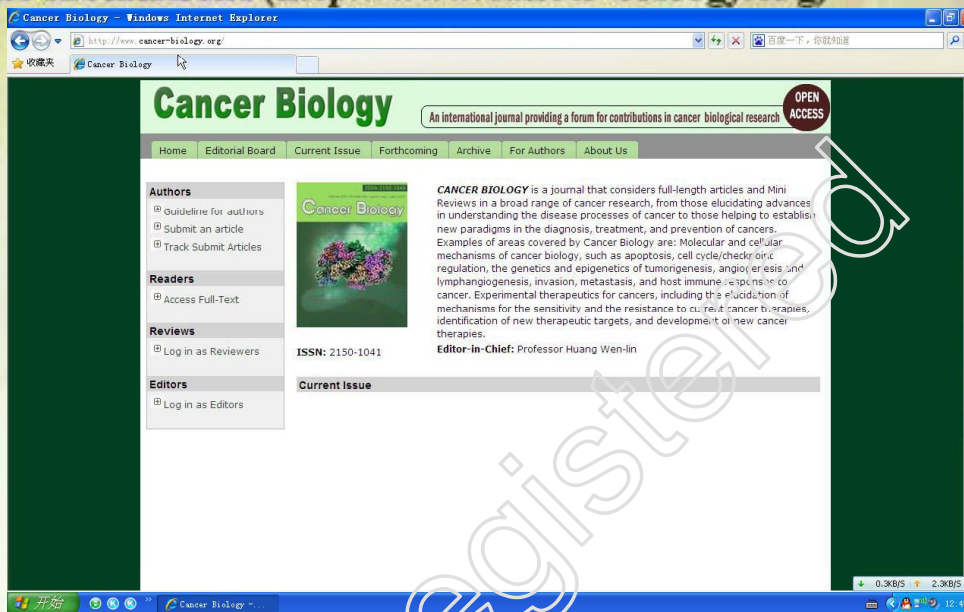 Cancer Biology - Windows Internet Explorer
http://www.cancer-biology.org/
百度一下，你就知道
收藏夹
Cancer Biology
Cancer Biology
An international journal providing a forum for contributions in cancer biological research
OPEN ACCESS
Home Editorial Board Current Issue Forthcoming Archive For Authors About Us
Authors
Guideline for authors
Submit an article
Track Submit Articles
Readers
Access Full-Text
Reviews
Log in as Reviewers
Editors
Log in as Editors
Cancer Biology
ISSN: 2150-1041
CANCER BIOLOGY is a journal that considers full-length articles and Mini
Reviews in a broad range of cancer research, from those elucidating advances
in understanding the disease processes of cancer to those helping to establish
new paradigms in the diagnosis, treatment, and prevention of cancers.
Examples of areas covered by Cancer Biology are: Molecular and cellular
mechanisms of cancer biology, such as apoptosis, cell cycle/checkpoint
regulation, the genetics and epigenetics of tumorigenesis, angiogenesis and
lymphangiogenesis, invasion, metastasis, and host immune responses to
cancer. Experimental therapeutics for cancers, including the elucidation of
mechanisms for the sensitivity and the resistance to current cancer therapies,
identification of new therapeutic targets, and development of new cancer
therapies.
Editor-in-Chief: Professor Huang Wen-lin
Current Issue
egistered
0.3KB/S 2.3KB/S
开始
Cancer Biology -...